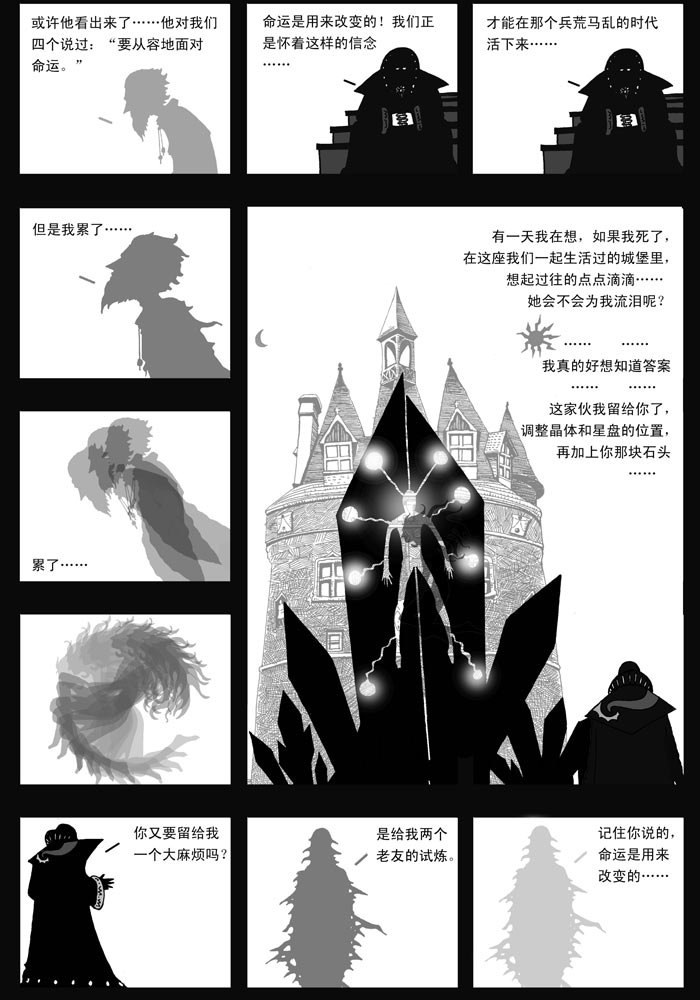 或许他看出来了……他对我们
四个说过：“要从容地面对
命运。”
命运是用来改变的！我们正
是怀着这样的信念
……
才能在那个兵荒马乱的时代
活下来……
但是我累了……
有一天我在想，如果我死了，
在这座我们一起生活过的城堡里，
想起过往的点点滴滴……
她会不会为我流泪呢？
…… ……
我真的好想知道答案
…… ……
这家伙我留给你了，
调整晶体和星盘的位置，
再加上你那块石头
……
累了……
你又要留给我
一个大麻烦吗？
是给我两个
老友的试炼。
记住你说的，
命运是用来
改变的……